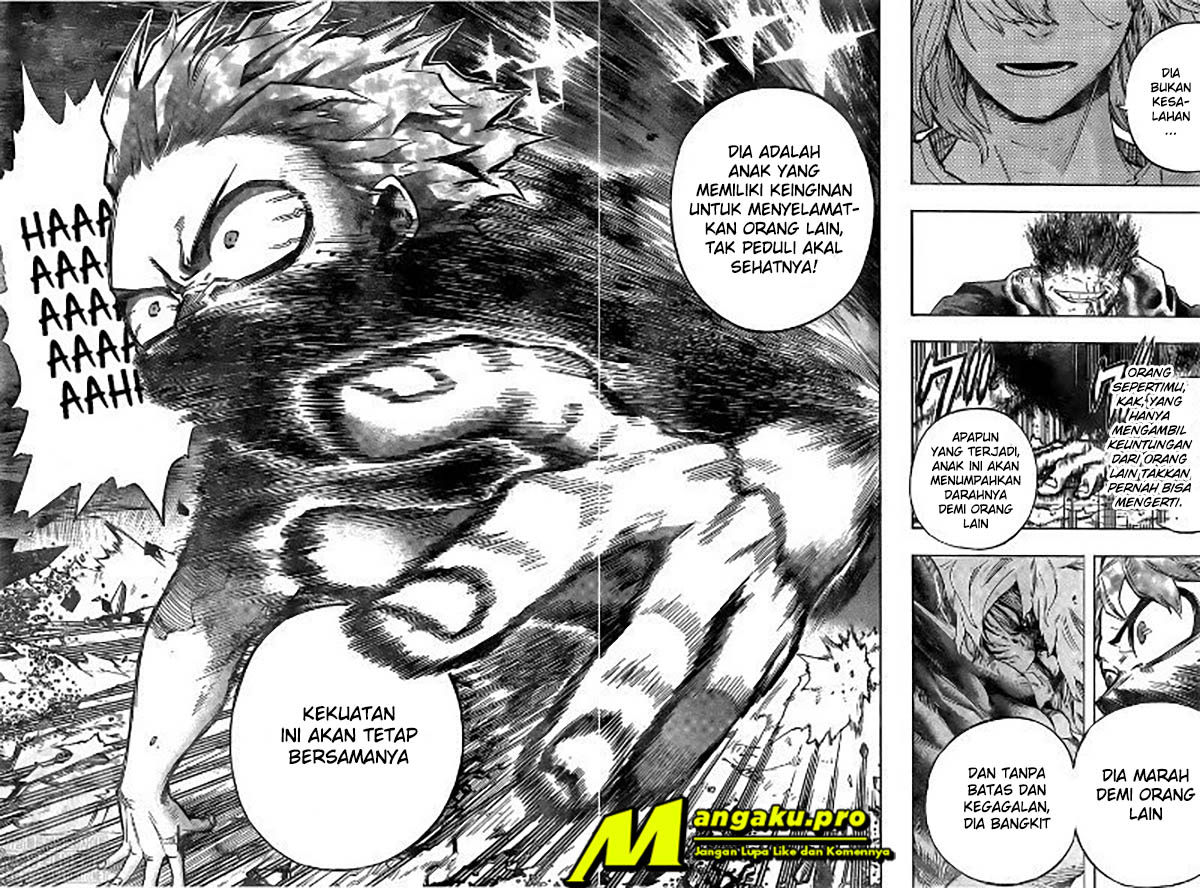 DIA
BUKAN
KESA-
LAHAN
...
ORANG
SEPERTIMU,
KAK, YANG
HANYA
MENGAMBIL
KEUNTUNGAN
DARI ORANG
LAIN TAKKAN
PERNAH BISA
MENGERTI.
APAPUN
YANG TERJADI,
ANAK INI AKAN
MENUMPAHKAN
DARAHNYA
DEMI ORANG
LAIN
DIA MARAH
DEMI ORANG
LAIN
DAN TANPA
BATAS DAN
KEGAGALAN,
DIA BANGKIT
DIA ADALAH
ANAK YANG
MEMILIKI KEINGINAN
UNTUK MENYELAMAT-
KAN ORANG LAIN,
TAK PEDULI AKAL
SEHATNYA!
HAAA
AAA
AAAA
AAAA
AAH
KEKUATAN
INI AKAN TETAP
BERSAMANYA
Mangaku.pro
Jangan Lupa Like dan Komennya